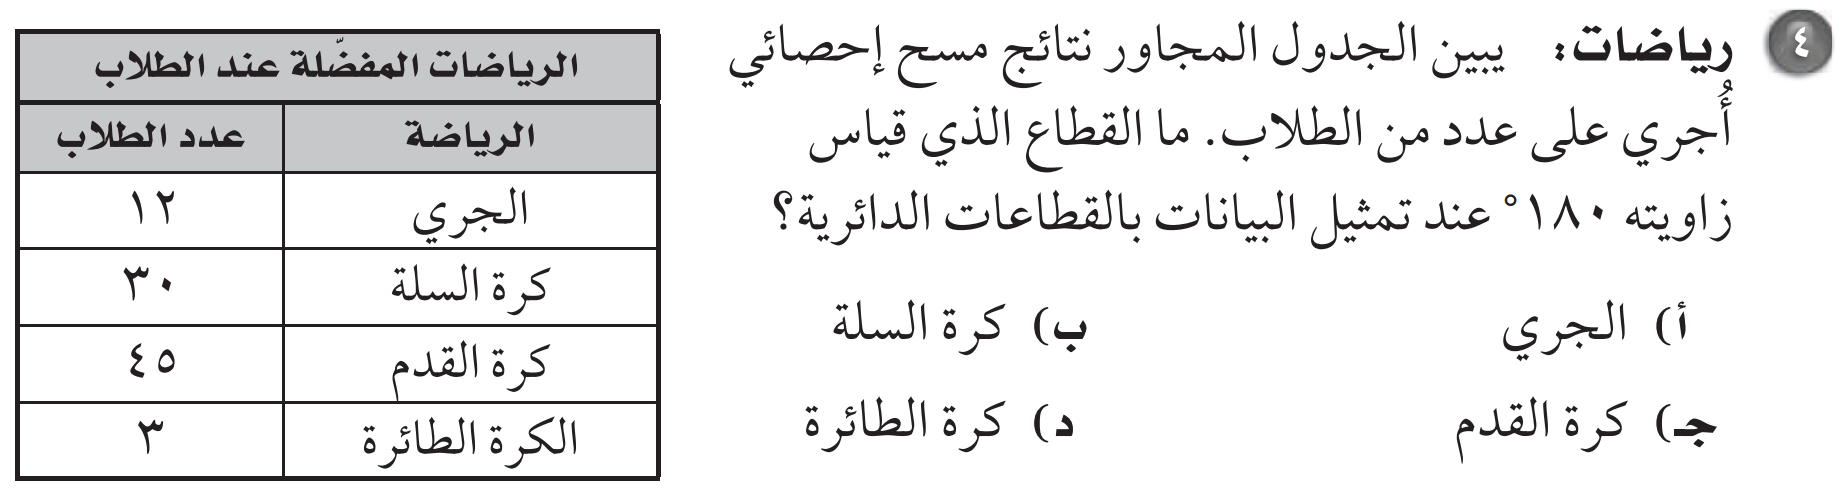 ٤ رياضات: يبين الجدول المجاور نتائج مسح إحصائي
أُجري على عدد من الطلاب. ما القطاع الذي قياس
زاويته ١٨٠° عند تمثيل البيانات بالقطاعات الدائرية؟
أ) الجري ب) كرة السلة
جـ) كرة القدم د) كرة الطائرة
الرياضات المفضّلة عند الطلاب
الرياضة عدد الطلاب
الجري ١٢
كرة السلة ٣٠
كرة القدم ٤٥
الكرة الطائرة ٣